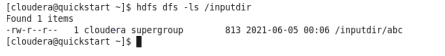 [cloudera@quickstart ~]$ hdfs dfs -ls /inputdir
Found 1 items
-rw-r--r--   1 cloudera supergroup        813 2021-06-05 00:06 /inputdir/abc
[cloudera@quickstart ~]$